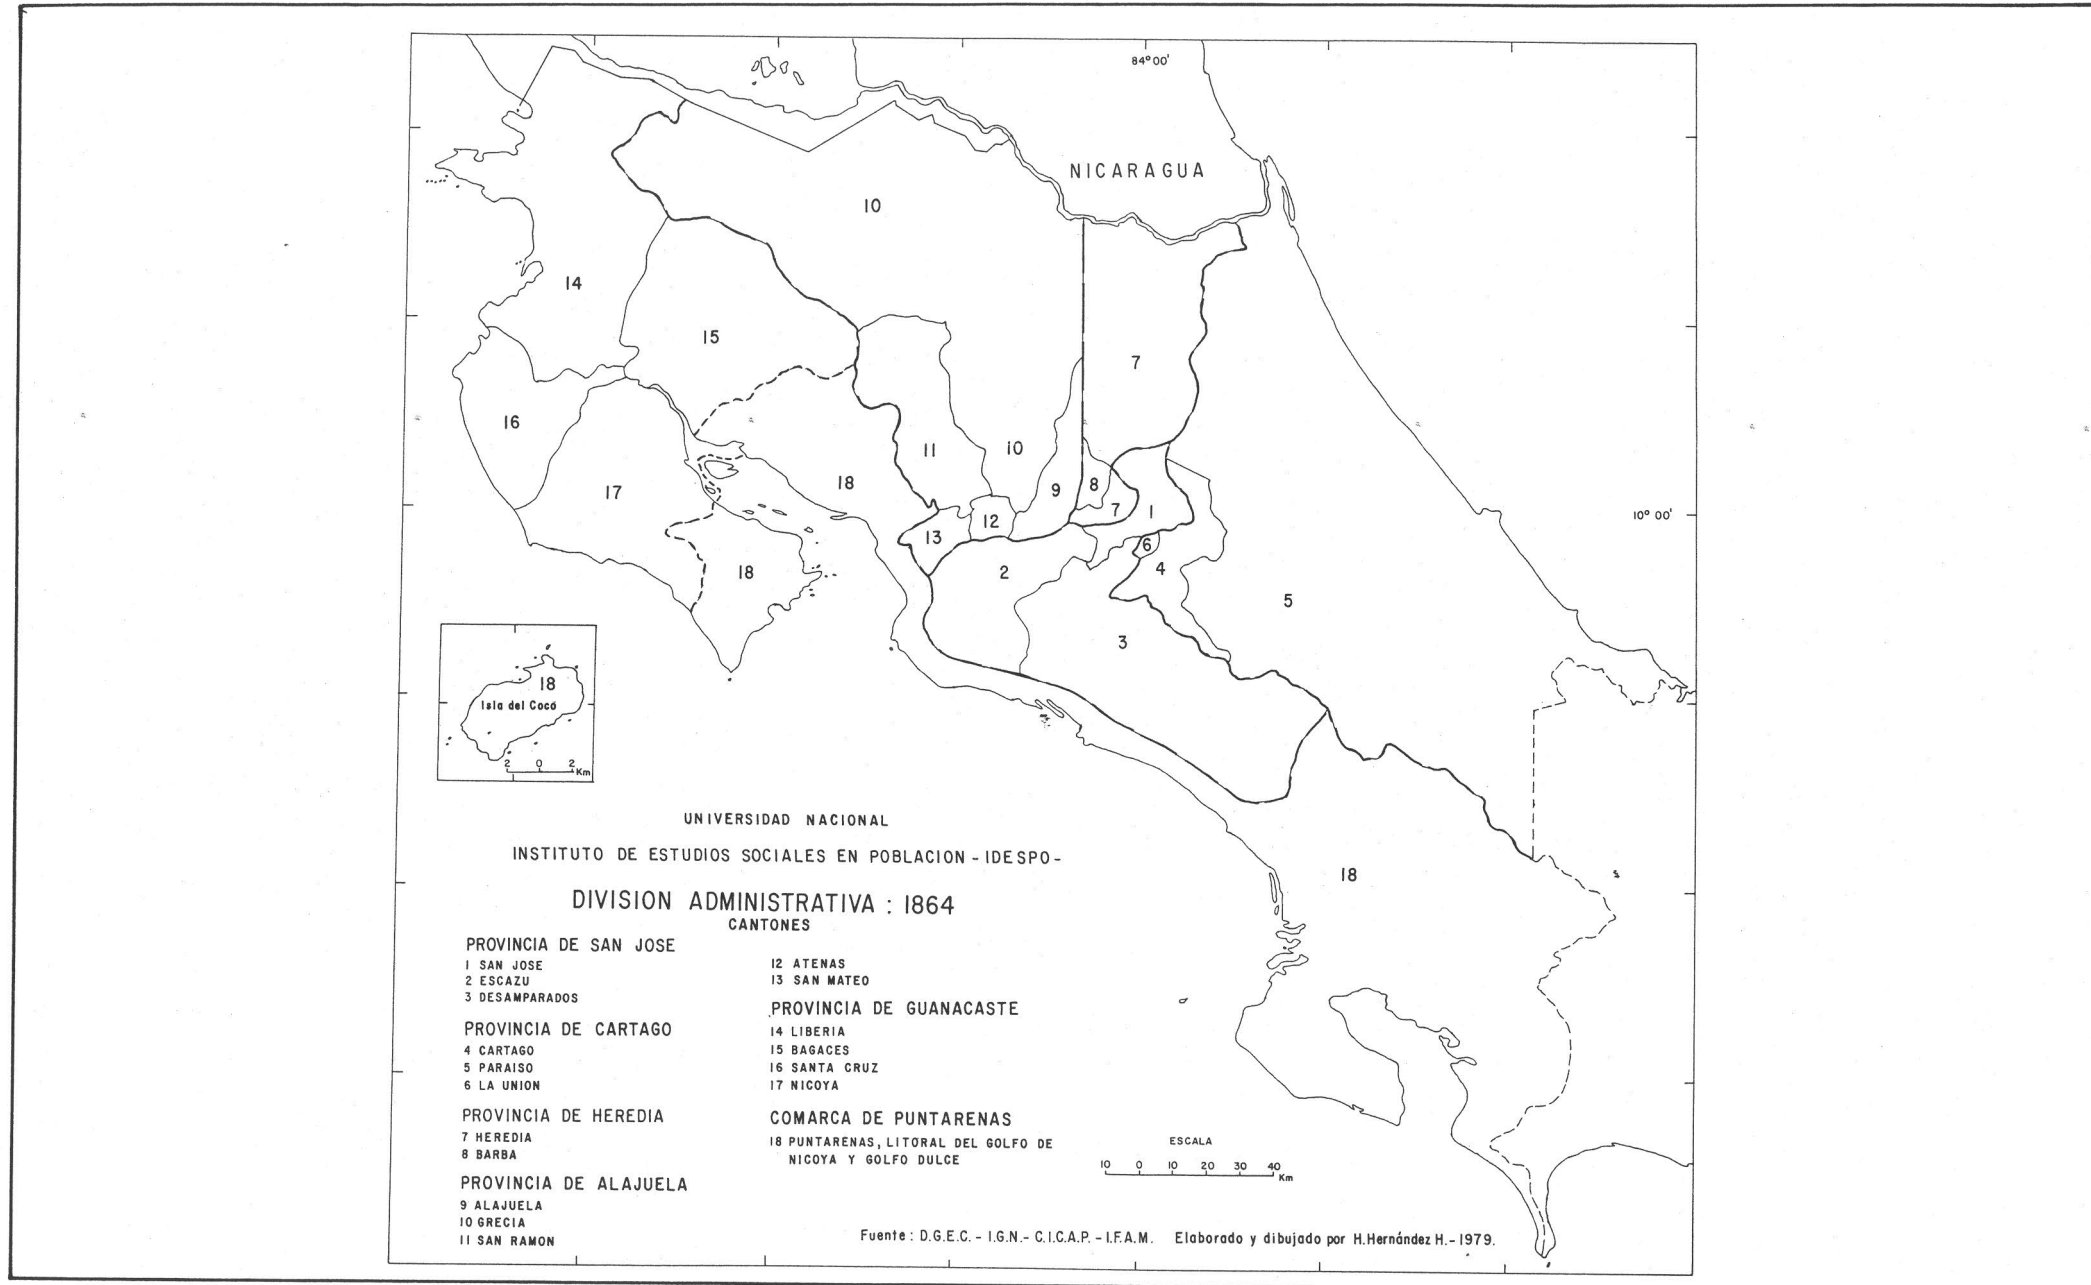 84°00'
NICARAGUA
10
14
15
7
16
11
10
9
8
17
18
7
1
12
13
6
2
4
10° 00'
18
5
3
18
Isla del Coco
2 0 2 Km
UNIVERSIDAD NACIONAL
INSTITUTO DE ESTUDIOS SOCIALES EN POBLACION - IDESPO -
18
DIVISION ADMINISTRATIVA : 1864
CANTONES
PROVINCIA DE SAN JOSE
1 SAN JOSE
2 ESCAZU
3 DESAMPARADOS
PROVINCIA DE CARTAGO
4 CARTAGO
5 PARAISO
6 LA UNION
PROVINCIA DE HEREDIA
7 HEREDIA
8 BARBA
PROVINCIA DE ALAJUELA
9 ALAJUELA
10 GRECIA
11 SAN RAMON
12 ATENAS
13 SAN MATEO
PROVINCIA DE GUANACASTE
14 LIBERIA
15 BAGACES
16 SANTA CRUZ
17 NICOYA
COMARCA DE PUNTARENAS
18 PUNTARENAS, LITORAL DEL GOLFO DE
NICOYA Y GOLFO DULCE
ESCALA
10 0 10 20 30 40 Km
Fuente : D.G.E.C. - I.G.N.- C.I.C.A.P. - I.F.A.M. Elaborado y dibujado por H.Hernández H.-1979.